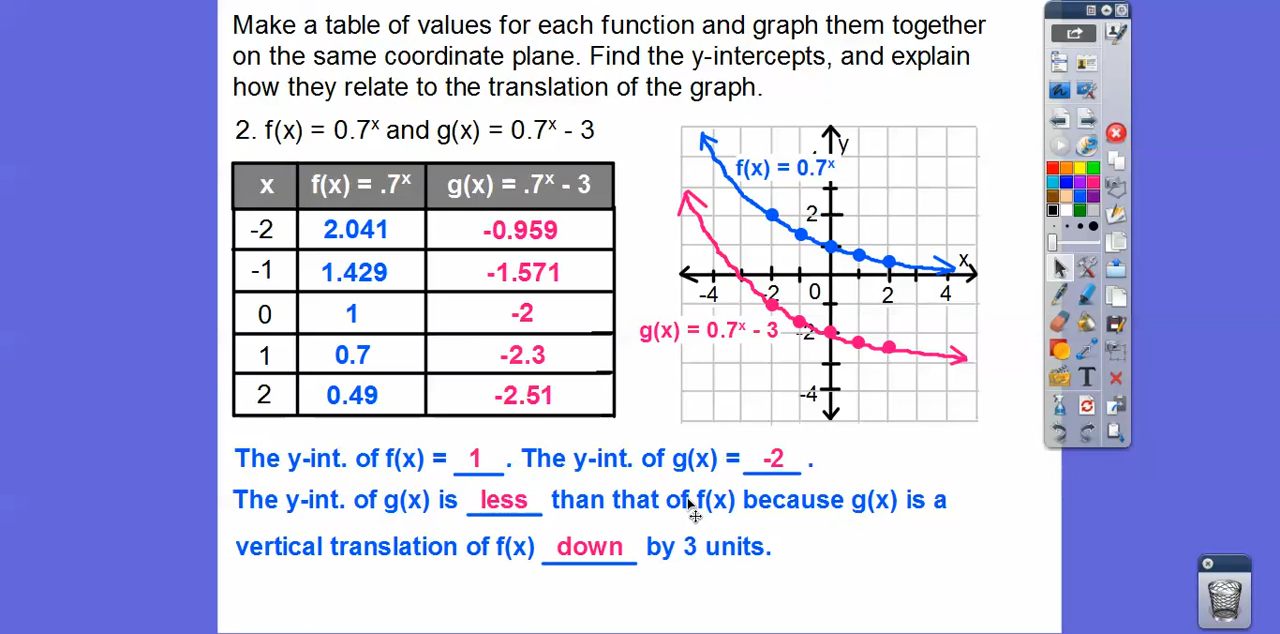 Make a table of values for each function and graph them together
on the same coordinate plane. Find the y-intercepts, and explain
how they relate to the translation of the graph.
2. f(x) = 0.7ˣ and g(x) = 0.7ˣ - 3
x f(x) = .7ˣ g(x) = .7ˣ - 3
-2 2.041 -0.959
-1 1.429 -1.571
0 1 -2
1 0.7 -2.3
2 0.49 -2.51
y
f(x) = 0.7ˣ
2
x
-4 -2 0 2 4
g(x) = 0.7ˣ - 3
-2
-4
The y-int. of f(x) = 1 . The y-int. of g(x) = -2 .
The y-int. of g(x) is less than that of f(x) because g(x) is a
vertical translation of f(x) down by 3 units.
T